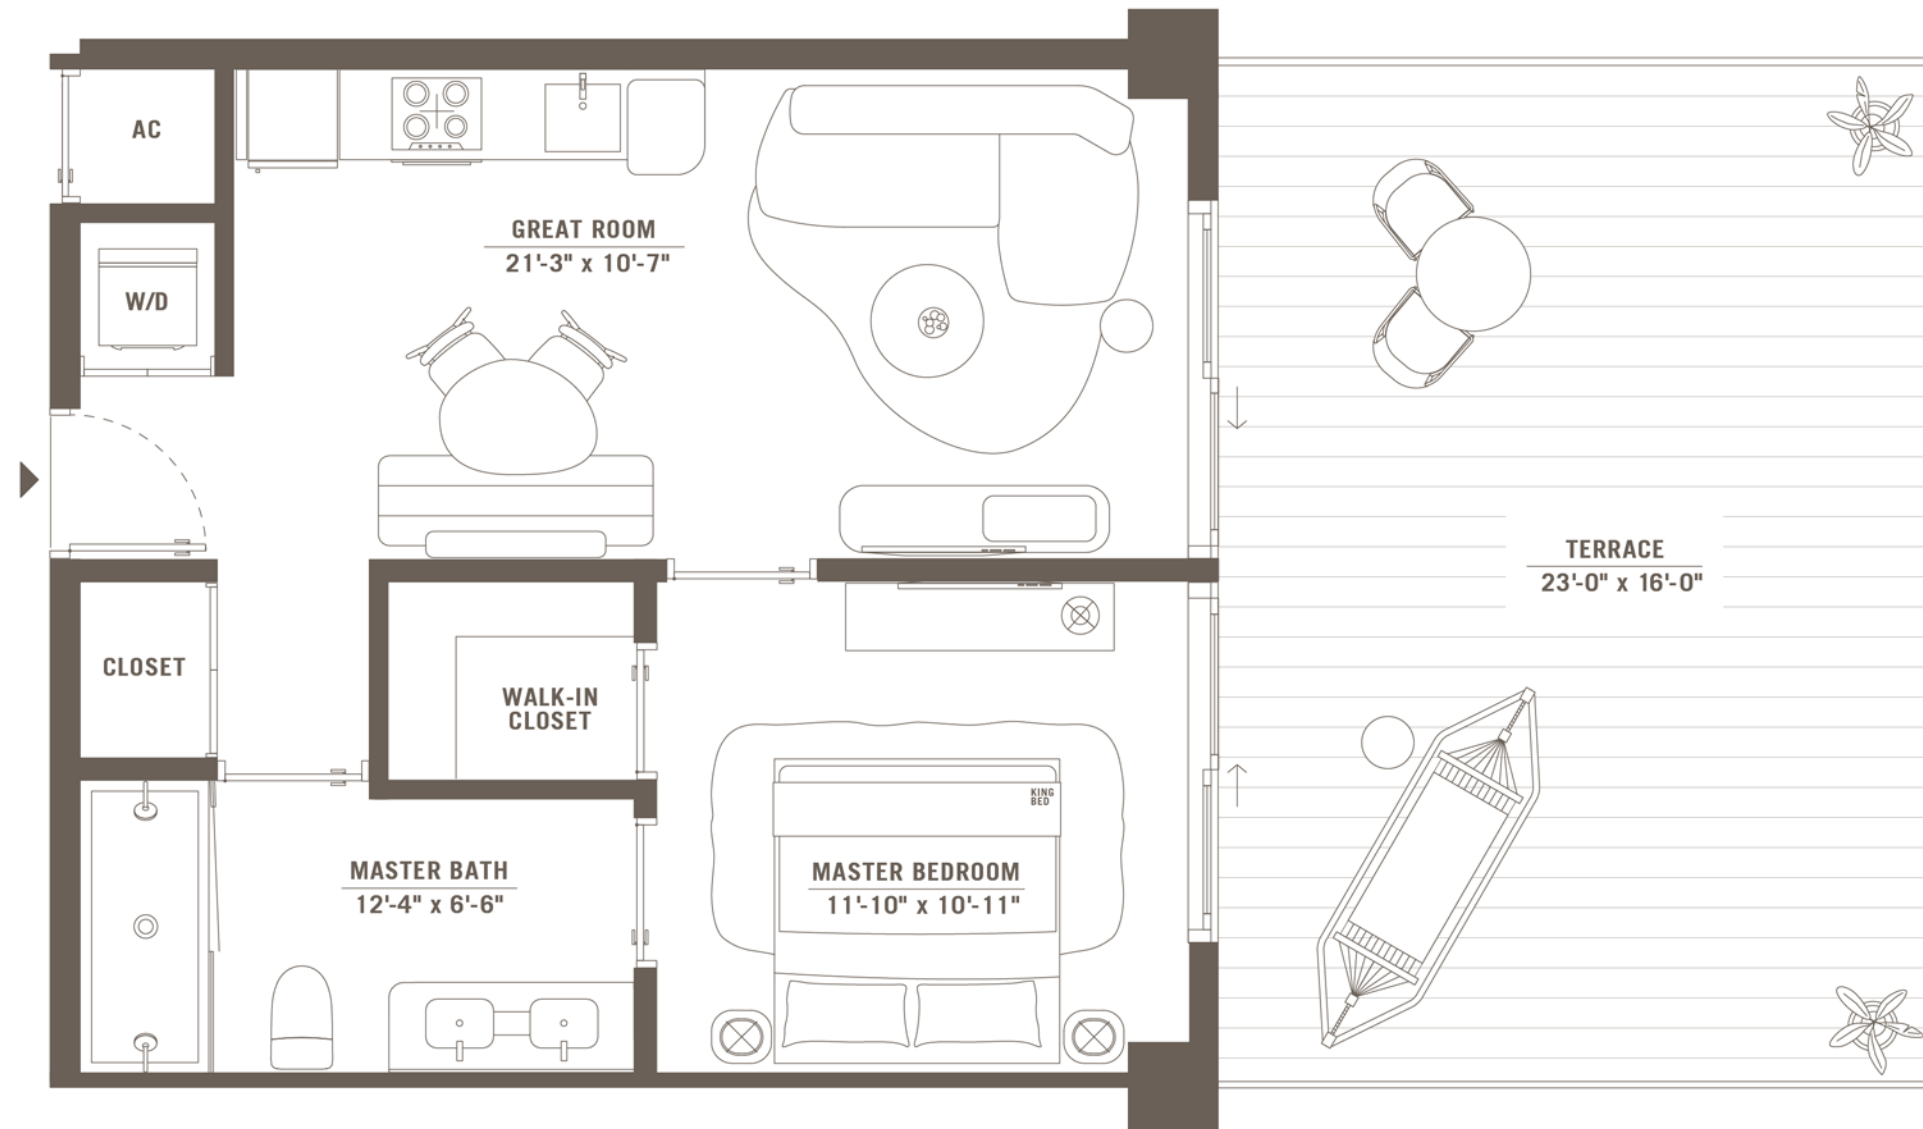 AC
GREAT ROOM
21'-3" x 10'-7"
W/D
TERRACE
23'-0" x 16'-0"
CLOSET
WALK-IN
CLOSET
KING
BED
MASTER BATH
12'-4" x 6'-6"
MASTER BEDROOM
11'-10" x 10'-11"